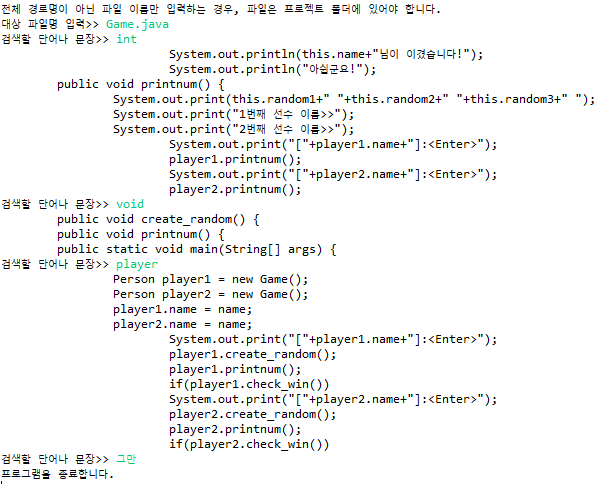 전체 경로명이 아닌 파일 이름만 입력하는 경우, 파일은 프로젝트 폴더에 있어야 합니다.
대상 파일명 입력>> Game.java
검색할 단어나 문장>> int
System.out.println(this.name+"님이 이겼습니다!");
System.out.println("아쉽군요!");
public void printnum() {
System.out.print(this.random1+" "+this.random2+" "+this.random3+" ");
System.out.print("1번째 선수 이름>>");
System.out.print("2번째 선수 이름>>");
System.out.print("["+player1.name+"]:<Enter>");
player1.printnum();
System.out.print("["+player2.name+"]:<Enter>");
player2.printnum();
검색할 단어나 문장>> void
public void create_random() {
public void printnum() {
public static void main(String[] args) {
검색할 단어나 문장>> player
Person player1 = new Game();
Person player2 = new Game();
player1.name = name;
player2.name = name;
System.out.print("["+player1.name+"]:<Enter>");
player1.create_random();
player1.printnum();
if(player1.check_win())
System.out.print("["+player2.name+"]:<Enter>");
player2.create_random();
player2.printnum();
if(player2.check_win())
검색할 단어나 문장>> 그만
프로그램을 종료합니다.